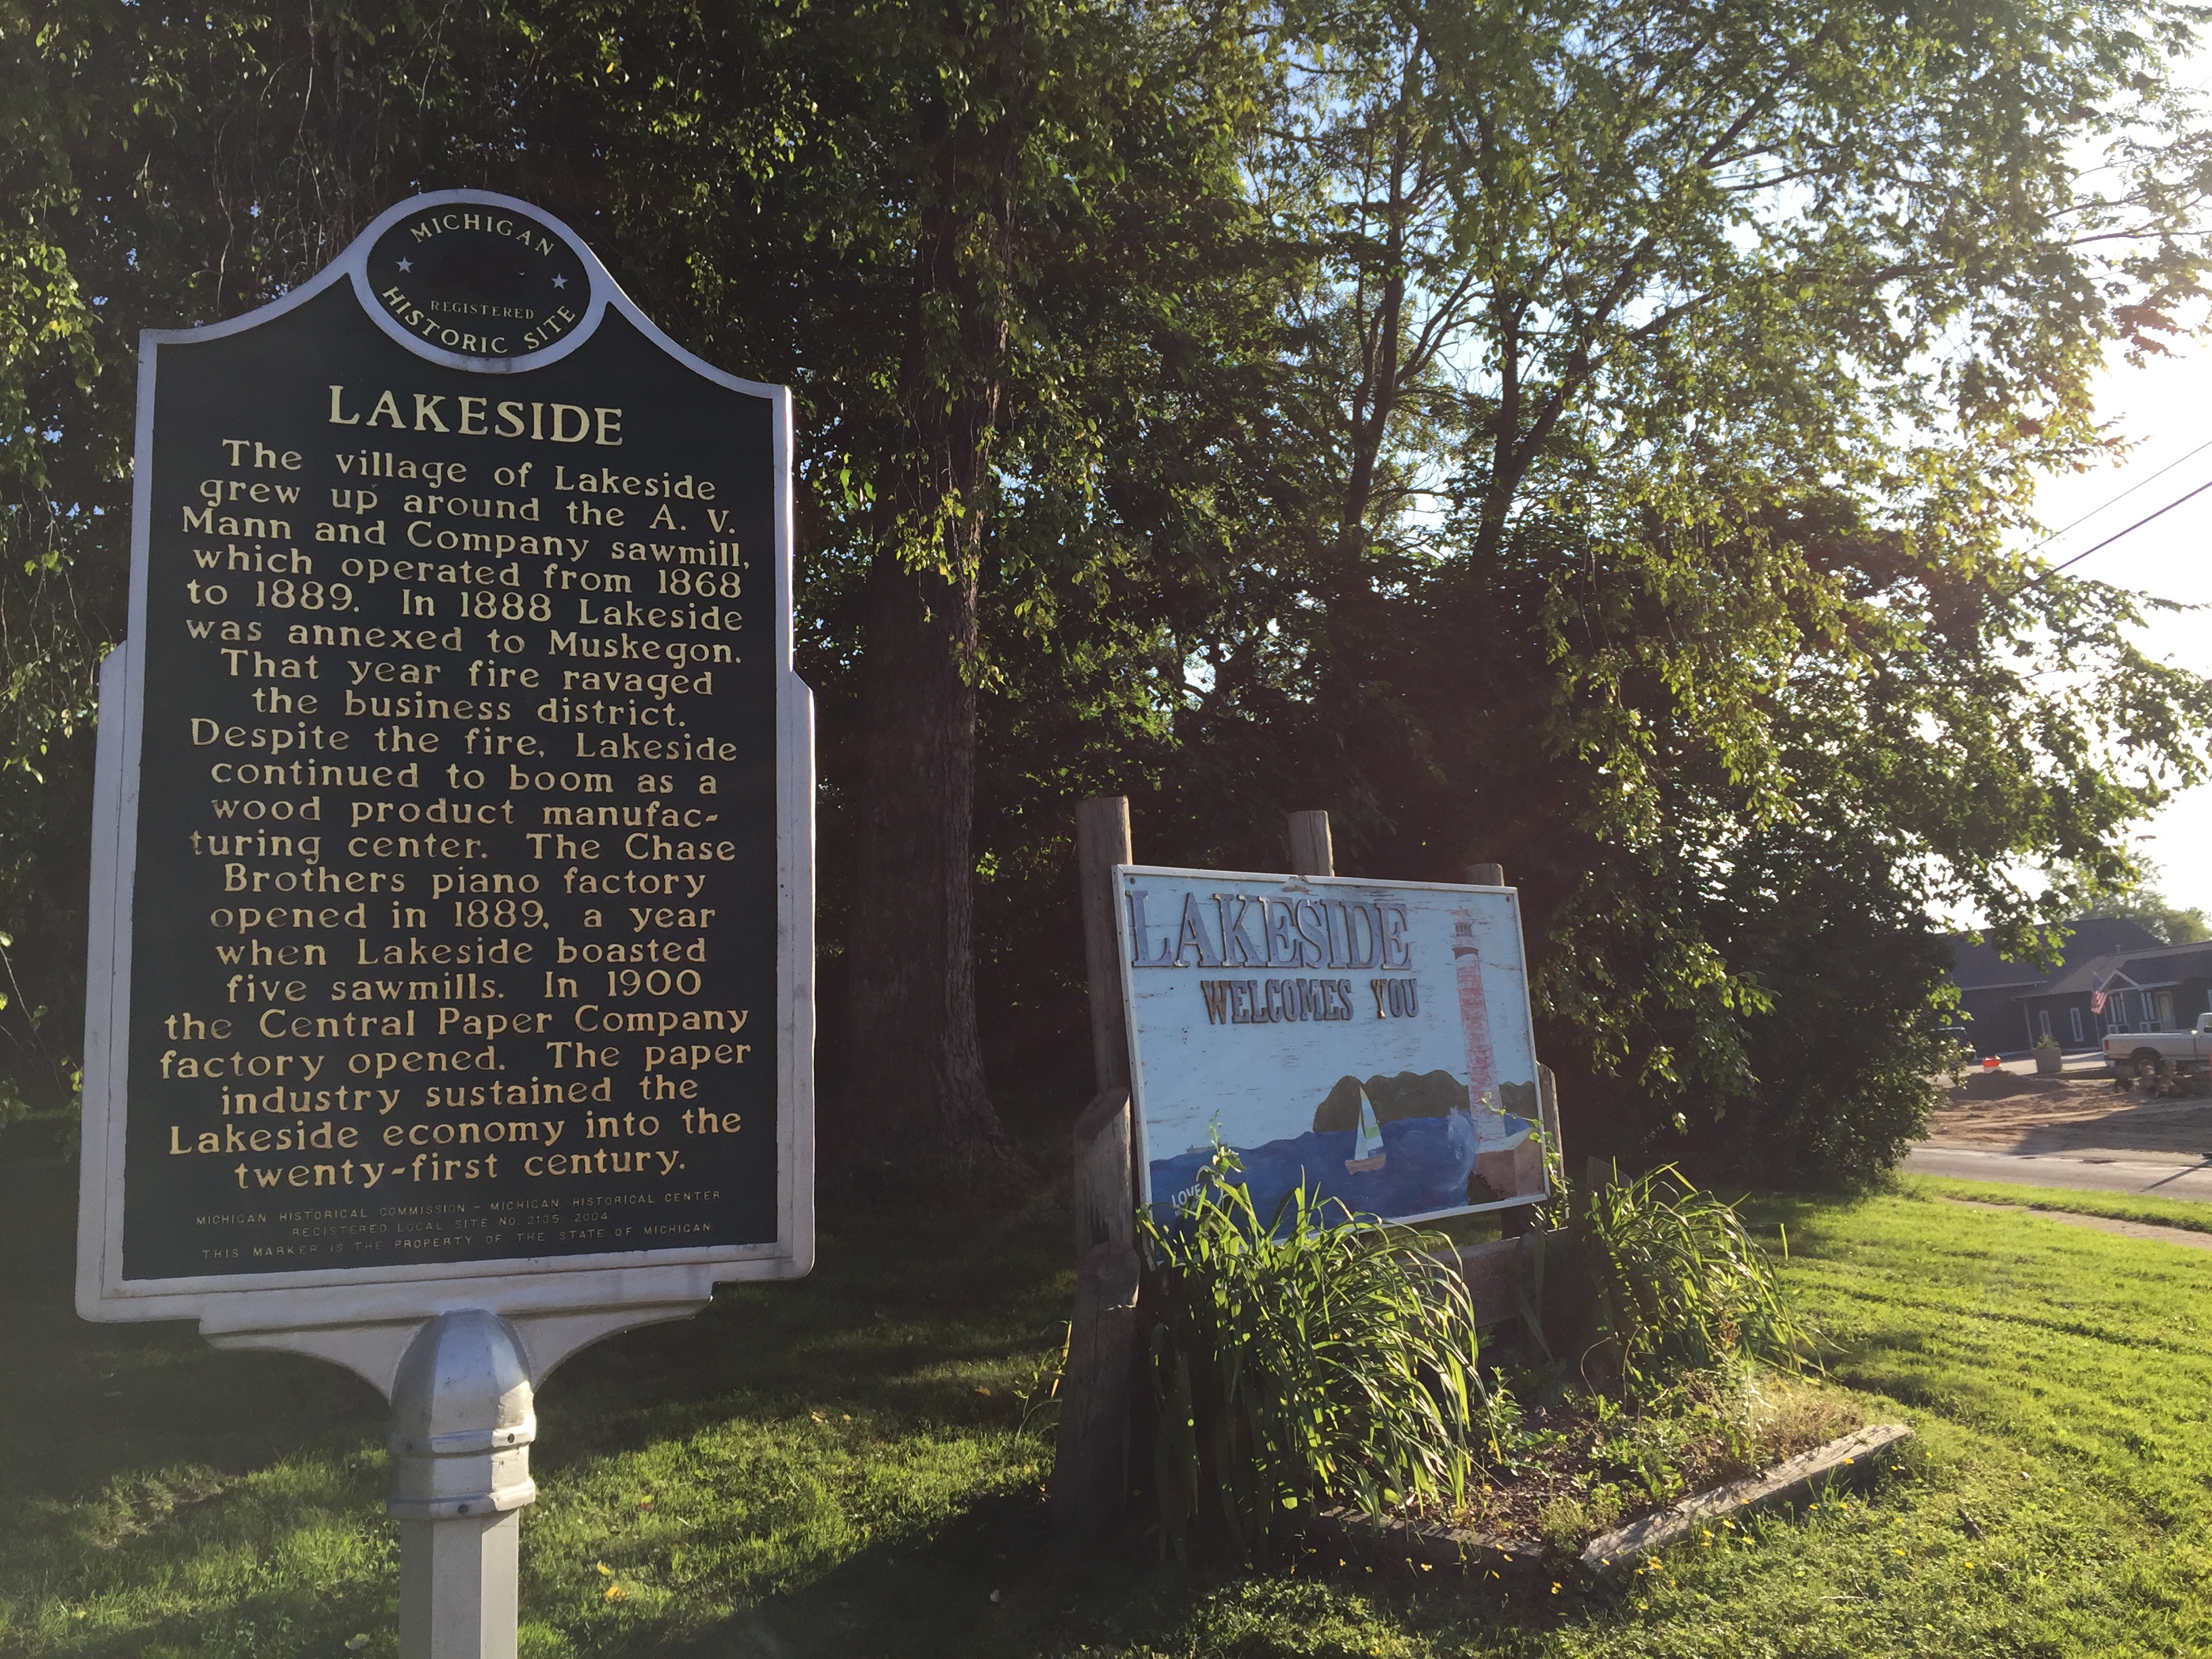 MICHIGAN
REGISTERED
HISTORIC SITE
LAKESIDE
The village of Lakeside
grew up around the A. V.
Mann and Company sawmill,
which operated from 1868
to 1889. In 1888 Lakeside
was annexed to Muskegon.
That year fire ravaged
the business district.
Despite the fire, Lakeside
continued to boom as a
wood product manufac-
turing center. The Chase
Brothers piano factory
opened in 1889, a year
when Lakeside boasted
five sawmills. In 1900
the Central Paper Company
factory opened. The paper
industry sustained the
Lakeside economy into the
twenty-first century.
MICHIGAN HISTORICAL COMMISSION - MICHIGAN HISTORICAL CENTER
REGISTERED LOCAL SITE NO. 2135, 2004
THIS MARKER IS THE PROPERTY OF THE STATE OF MICHIGAN
LAKESIDE
WELCOMES YOU
LOVE